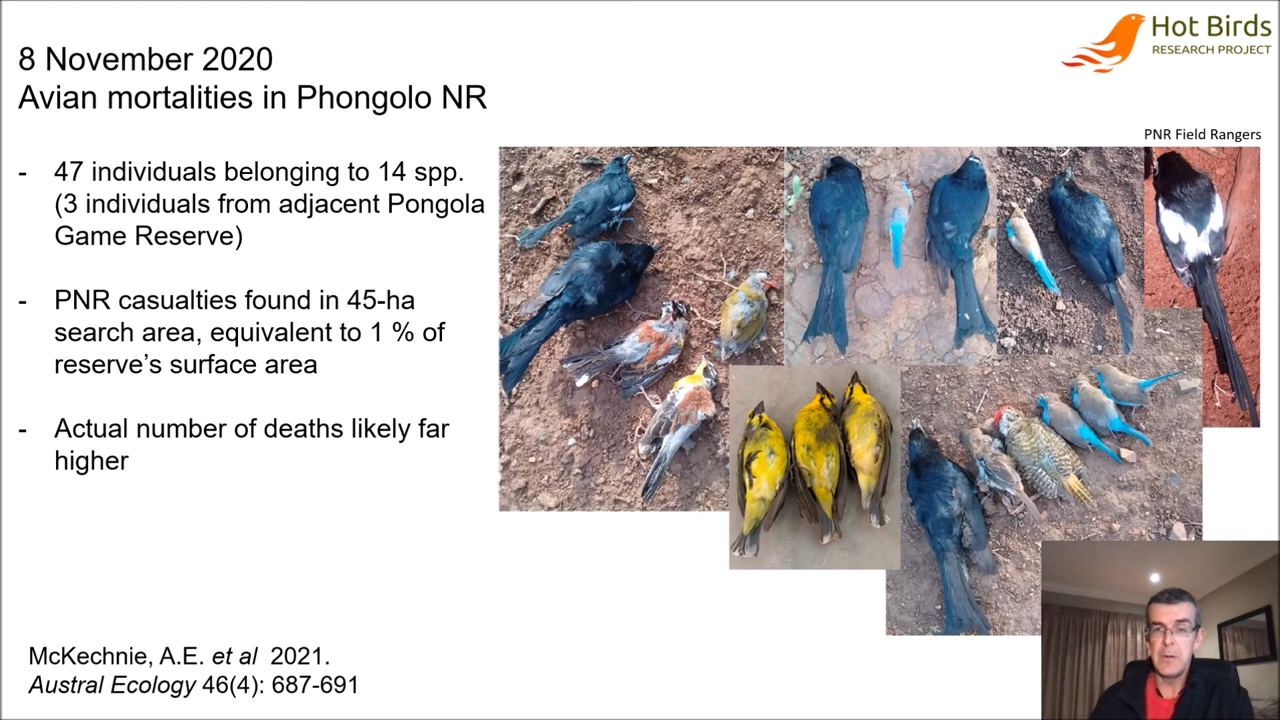 8 November 2020
Avian mortalities in Phongolo NR
Hot Birds
RESEARCH PROJECT
PNR Field Rangers
- 47 individuals belonging to 14 spp.
(3 individuals from adjacent Pongola
Game Reserve)
- PNR casualties found in 45-ha
search area, equivalent to 1 % of
reserve’s surface area
- Actual number of deaths likely far
higher
McKechnie, A.E. et al 2021.
Austral Ecology 46(4): 687-691